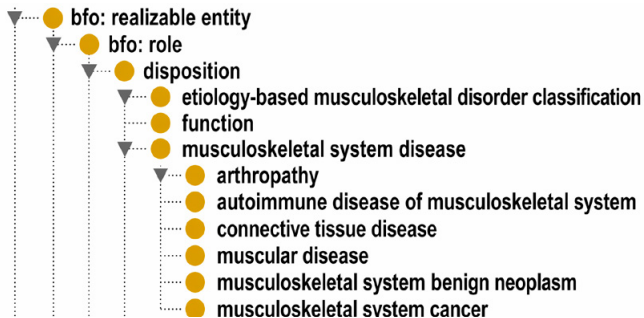 bfo: realizable entity
bfo: role
disposition
etiology-based musculoskeletal disorder classification
function
musculoskeletal system disease
arthropathy
autoimmune disease of musculoskeletal system
connective tissue disease
muscular disease
musculoskeletal system benign neoplasm
musculoskeletal system cancer